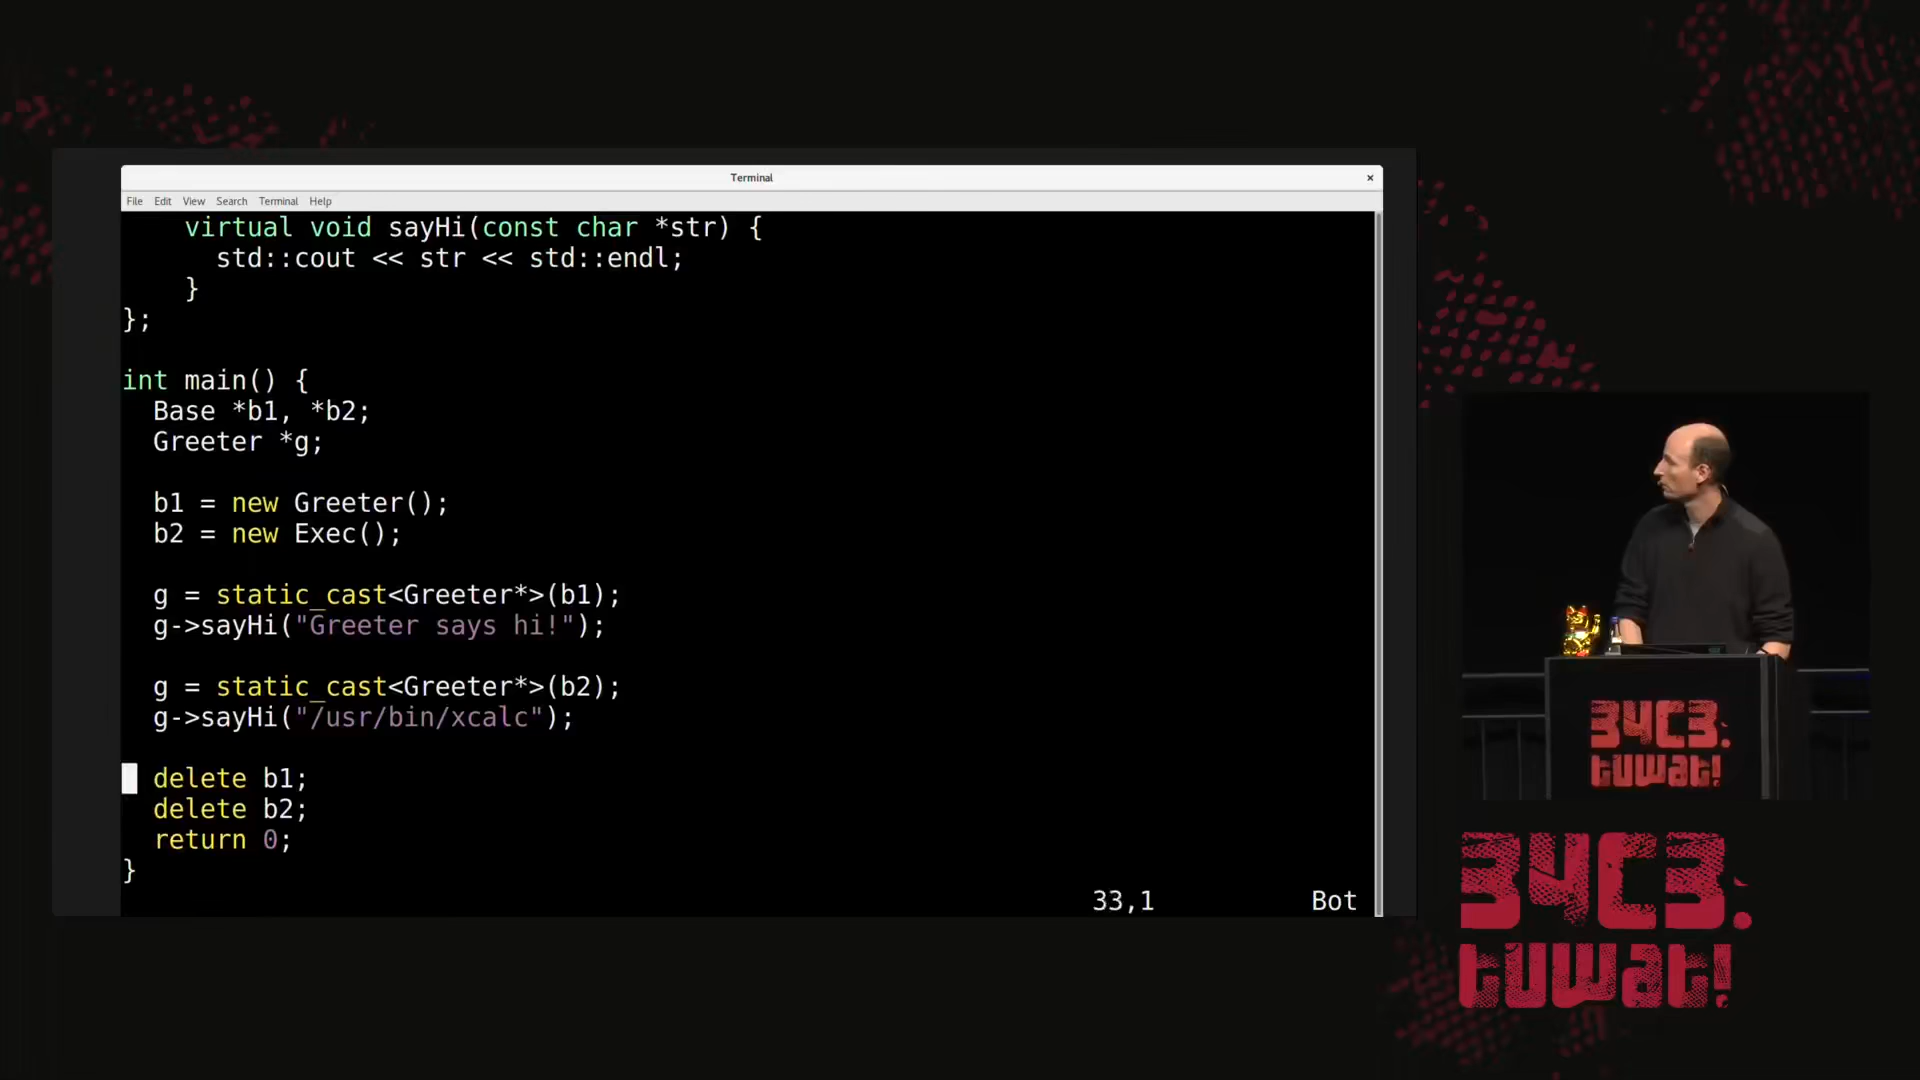 Terminal
File Edit View Search Terminal Help
    virtual void sayHi(const char *str) {
      std::cout << str << std::endl;
    }
};
int main() {
  Base *b1, *b2;
  Greeter *g;
  b1 = new Greeter();
  b2 = new Exec();
  g = static_cast<Greeter*>(b1);
  g->sayHi("Greeter says hi!");
  g = static_cast<Greeter*>(b2);
  g->sayHi("/usr/bin/xcalc");
  delete b1;
  delete b2;
  return 0;
}
33,1 Bot
34C3.
tuwat!
34C3.
tuwat!